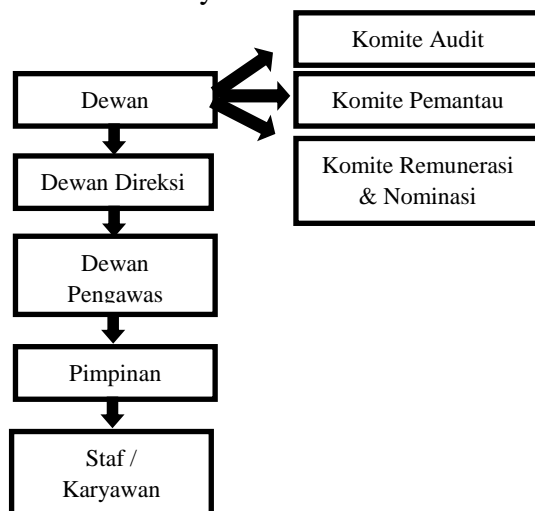 y
Komite Audit
Dewan
Komite Pemantau
Dewan Direksi
Komite Remunerasi
& Nominasi
Dewan
Pengawas
Pimpinan
Staf /
Karyawan